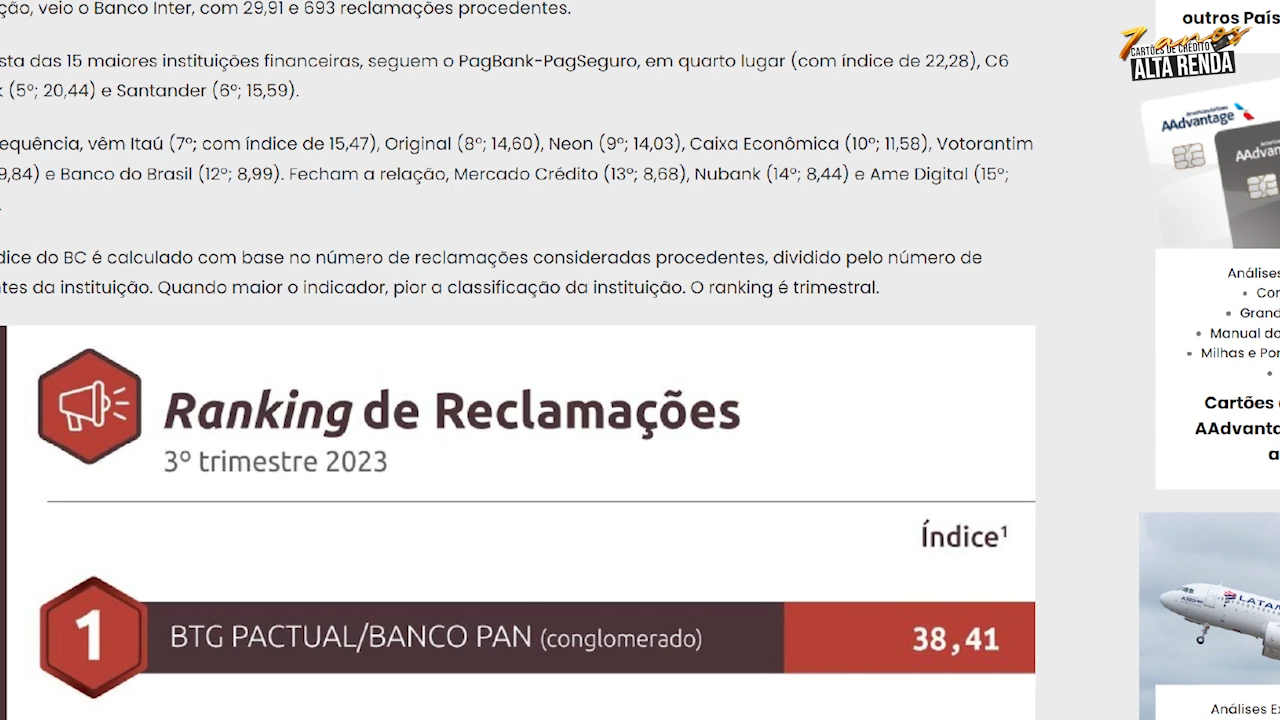 ção, veio o Banco Inter, com 29,91 e 693 reclamações procedentes.
sta das 15 maiores instituições financeiras, seguem o PagBank-PagSeguro, em quarto lugar (com índice de 22,28), C6
k (5º; 20,44) e Santander (6º; 15,59).
equência, vêm Itaú (7º; com índice de 15,47), Original (8º; 14,60), Neon (9º; 14,03), Caixa Econômica (10º; 11,58), Votorantim
9,84) e Banco do Brasil (12º; 8,99). Fecham a relação, Mercado Crédito (13º; 8,68), Nubank (14º; 8,44) e Ame Digital (15º;
dice do BC é calculado com base no número de reclamações consideradas procedentes, dividido pelo número de
tes da instituição. Quando maior o indicador, pior a classificação da instituição. O ranking é trimestral.
Ranking de Reclamações
3º trimestre 2023
Índice¹
1
BTG PACTUAL/BANCO PAN (conglomerado)
38,41
outros País
7 anos
CARTÕES DE CRÉDITO
ALTA RENDA
American Airlines
AAdvantage
AAdvan
Análises
• Con
• Grand
• Manual do
• Milhas e Pon
•
Cartões
AAdvanta
a
LATAM
Análises Ex